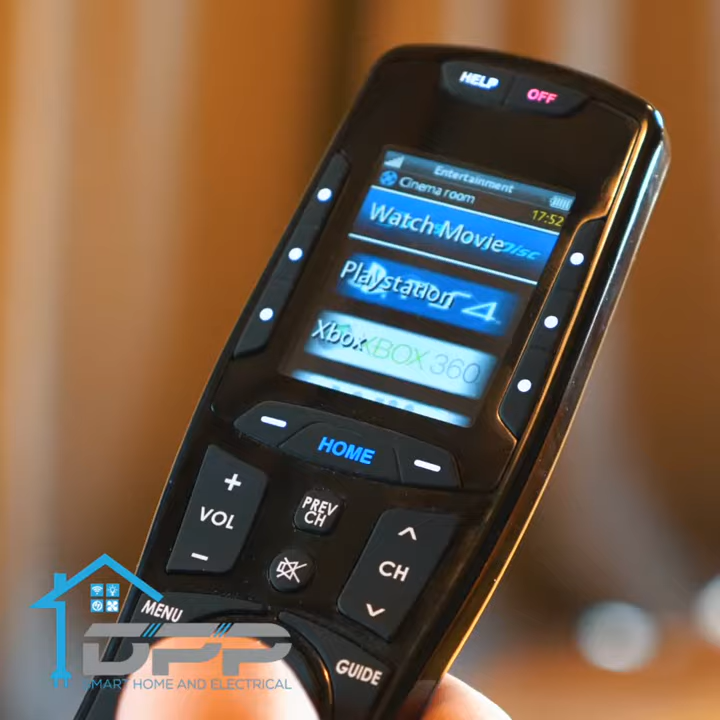 HELP
OFF
Entertainment
Cinema room
17:52
Watch Movie
Disc
Playstation
PS4
Xbox
XBOX 360
HOME
+
VOL
-
PREV
CH
CH
MENU
GUIDE
DPP
SMART HOME AND ELECTRICAL